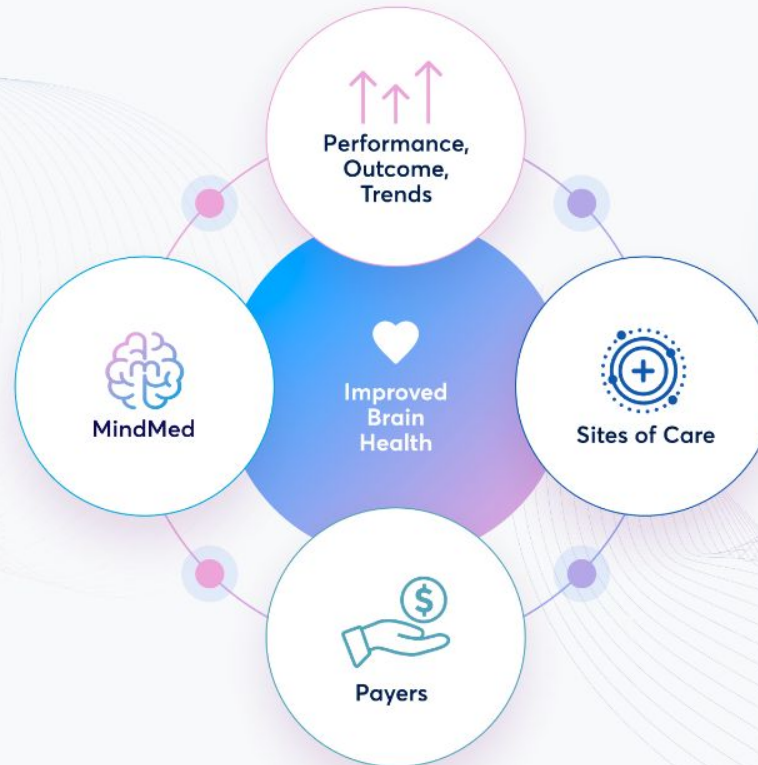 Performance,
Outcome,
Trends
MindMed
Improved
Brain
Health
Sites of Care
$
Payers